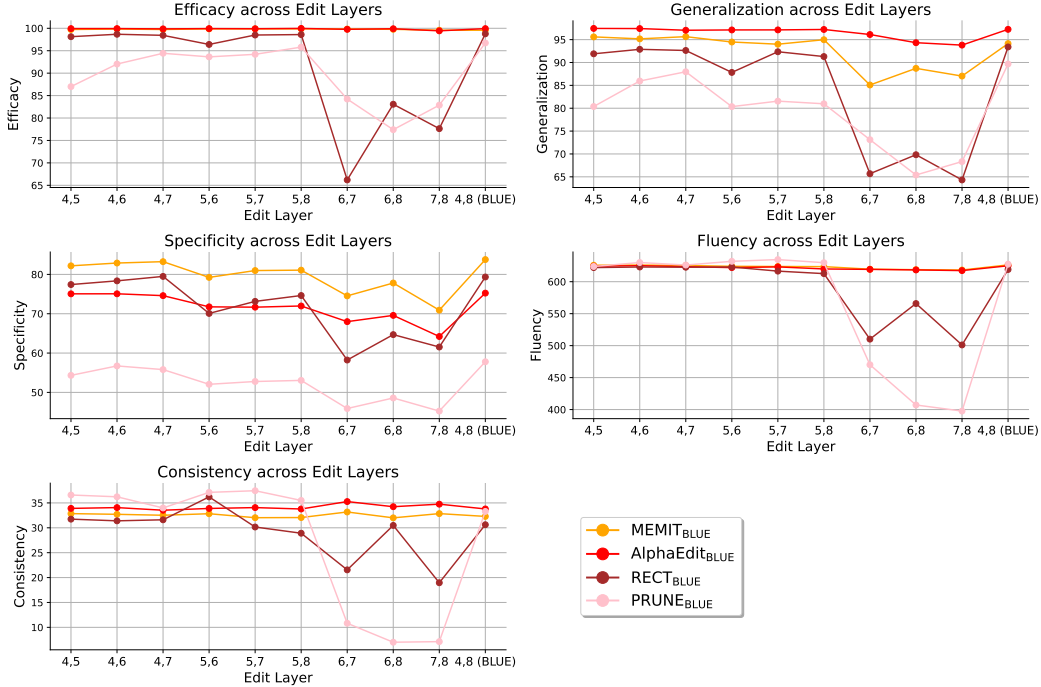 Efficacy across Edit Layers
Efficacy
100
95
90
85
80
75
70
65
4,5 4,6 4,7 5,6 5,7 5,8 6,7 6,8 7,8 4,8 (BLUE)
Edit Layer
Generalization across Edit Layers
Generalization
95
90
85
80
75
70
65
4,5 4,6 4,7 5,6 5,7 5,8 6,7 6,8 7,8 4,8 (BLUE)
Edit Layer
Specificity across Edit Layers
Specificity
80
70
60
50
4,5 4,6 4,7 5,6 5,7 5,8 6,7 6,8 7,8 4,8 (BLUE)
Edit Layer
Fluency across Edit Layers
Fluency
600
550
500
450
400
4,5 4,6 4,7 5,6 5,7 5,8 6,7 6,8 7,8 4,8 (BLUE)
Edit Layer
Consistency across Edit Layers
Consistency
35
30
25
20
15
10
4,5 4,6 4,7 5,6 5,7 5,8 6,7 6,8 7,8 4,8 (BLUE)
Edit Layer
MEMIT BLUE
AlphaEdit BLUE
RECT BLUE
PRUNE BLUE